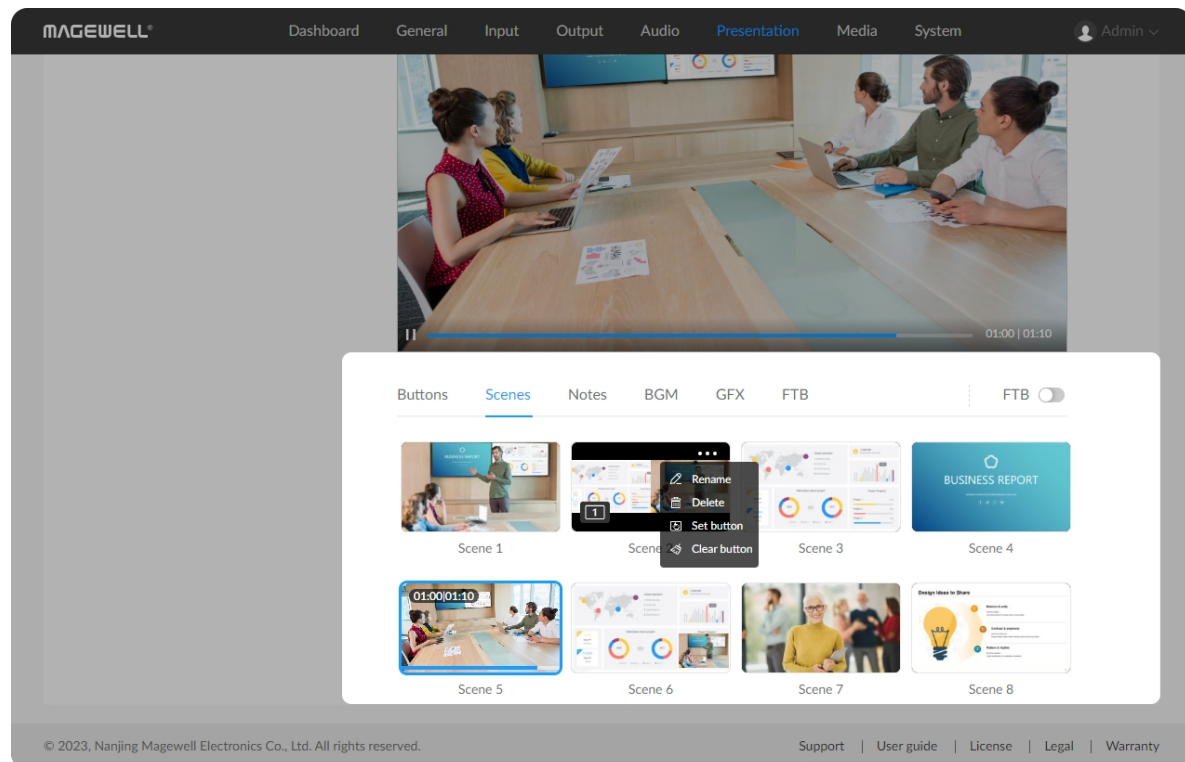 MAGEWELL®
Dashboard General Input Output Audio Presentation Media System Admin
01:00 | 01:10
Buttons Scenes Notes BGM GFX FTB FTB
BUSINESS REPORT
1
Rename
Delete
Set button
Clear button
BUSINESS REPORT
Scene 1 Scene Scene 3 Scene 4
01:00|01:10
Design Ideas to Share
Scene 5 Scene 6 Scene 7 Scene 8
© 2023, Nanjing Magewell Electronics Co., Ltd. All rights reserved.
Support | User guide | License | Legal | Warranty